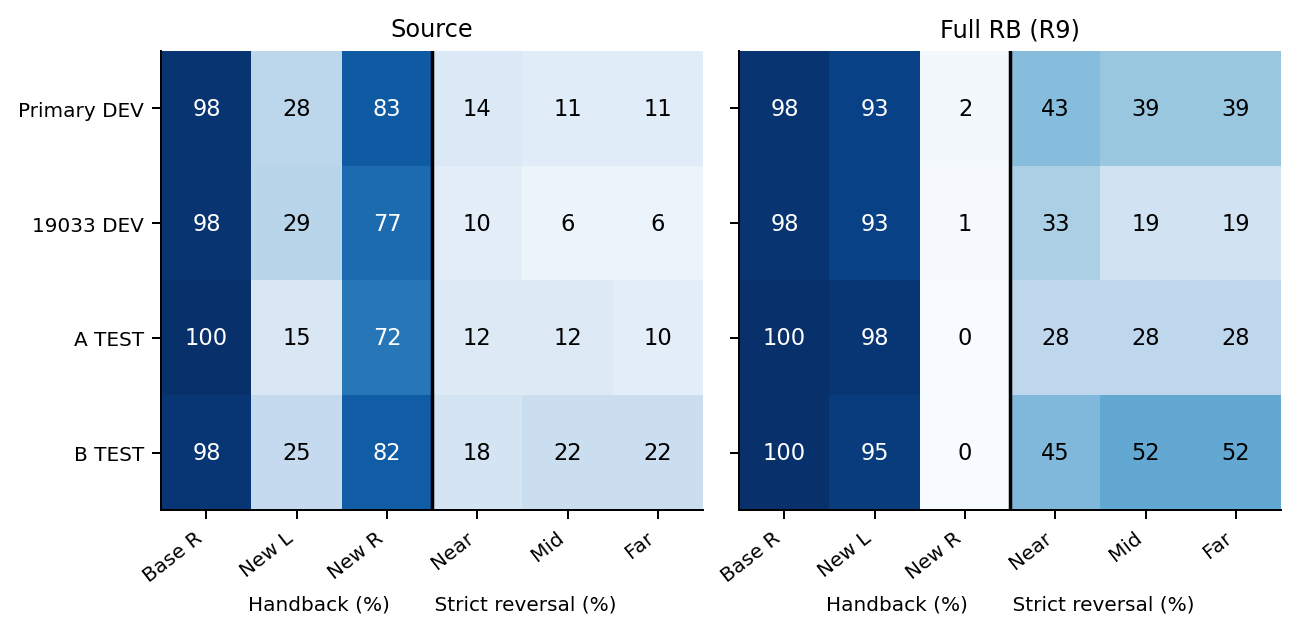 Source
Full RB (R9)
Primary DEV 98 28 83 14 11 11 98 93 2 43 39 39
19033 DEV 98 29 77 10 6 6 98 93 1 33 19 19
A TEST 100 15 72 12 12 10 100 98 0 28 28 28
B TEST 98 25 82 18 22 22 100 95 0 45 52 52
Base R New L New R Near Mid Far Base R New L New R Near Mid Far
Handback (%) Strict reversal (%) Handback (%) Strict reversal (%)